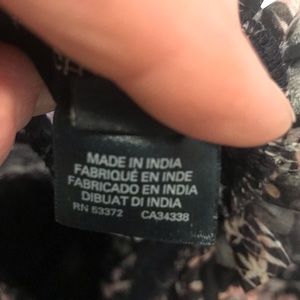 MADE IN INDIA
FABRIQUÉ EN INDE
FABRICADO EN INDIA
DIBUAT DI INDIA
RN 53372 CA34338